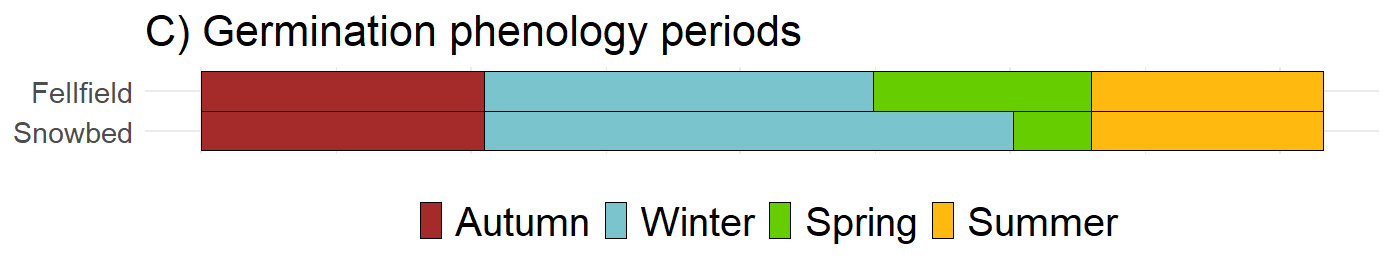 C) Germination phenology periods
Fellfield
Snowbed
Autumn Winter Spring Summer